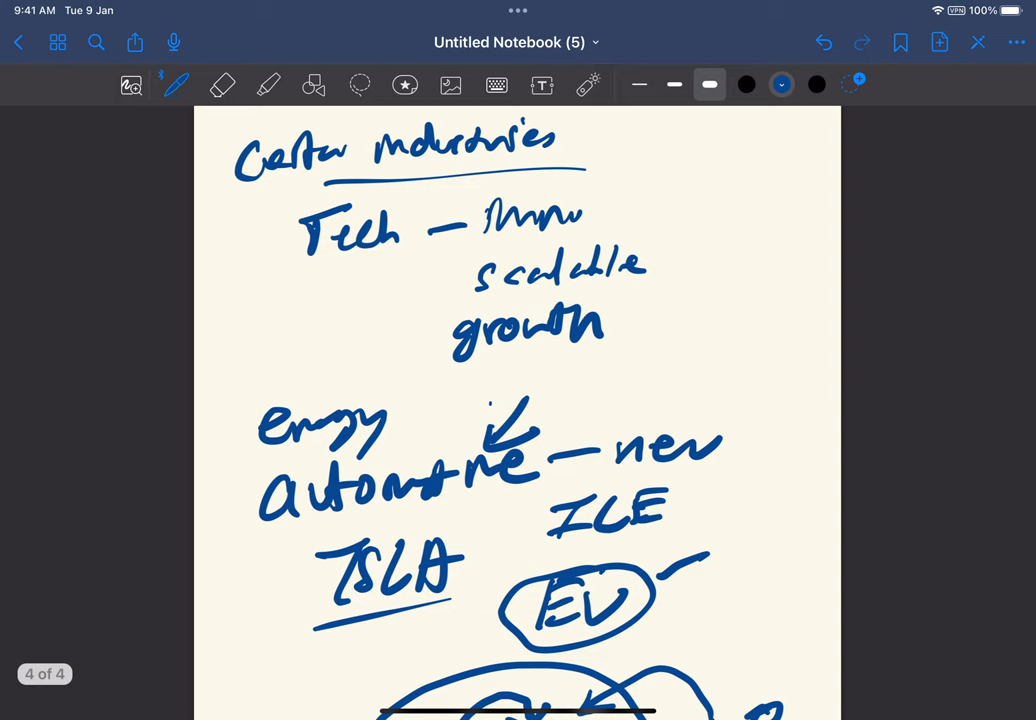 9:41 AM Tue 9 Jan
VPN 100%
Untitled Notebook (5)
Certain Industries
Tech —
scalable
growth
energy
automotive — new
ICE
TSLA
EV
4 of 4